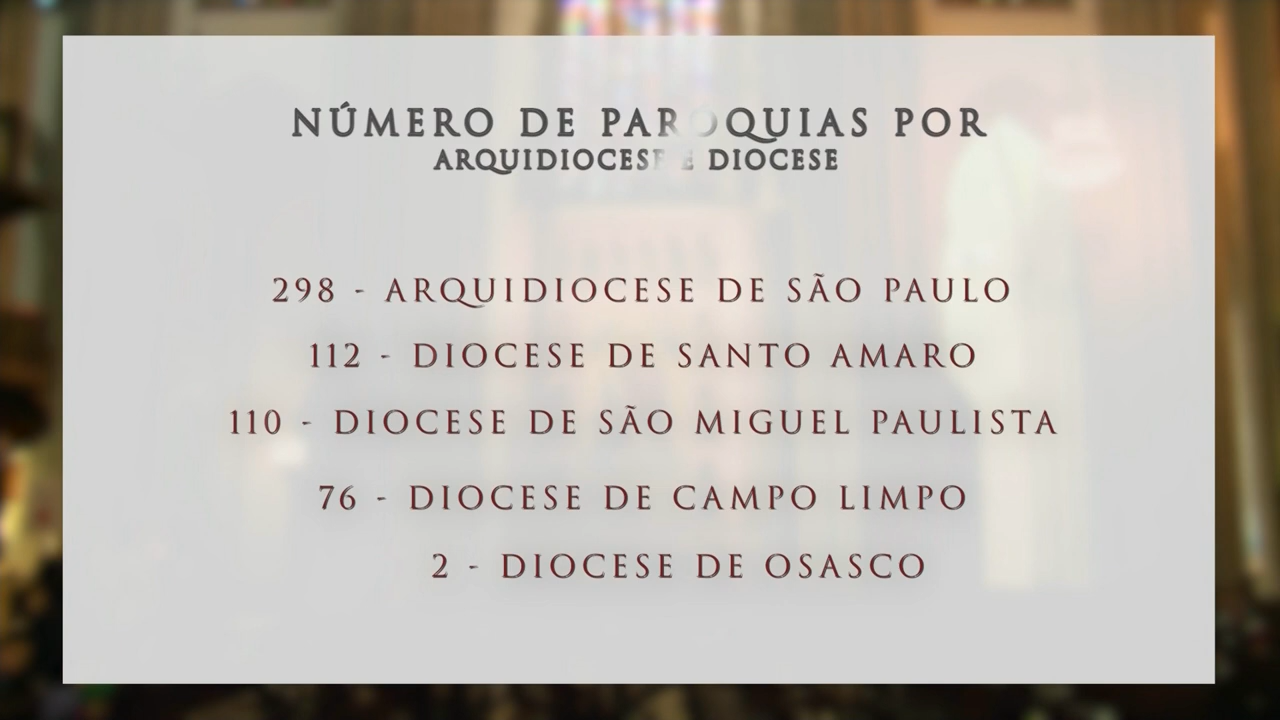 NÚMERO DE PAROQUIAS POR
ARQUIDIOCESE E DIOCESE
298 - ARQUIDIOCESE DE SÃO PAULO
112 - DIOCESE DE SANTO AMARO
110 - DIOCESE DE SÃO MIGUEL PAULISTA
76 - DIOCESE DE CAMPO LIMPO
2 - DIOCESE DE OSASCO